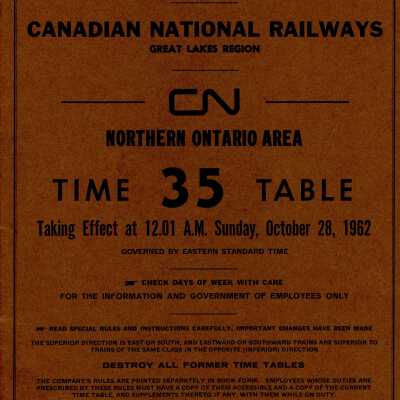 CANADIAN NATIONAL RAILWAYS
GREAT LAKES REGION
CN
NORTHERN ONTARIO AREA
TIME 35 TABLE
Taking Effect at 12.01 A.M. Sunday, October 28, 1962
GOVERNED BY EASTERN STANDARD TIME
☛ CHECK DAYS OF WEEK WITH CARE
FOR THE INFORMATION AND GOVERNMENT OF EMPLOYEES ONLY
☛ READ SPECIAL RULES AND INSTRUCTIONS CAREFULLY, IMPORTANT CHANGES HAVE BEEN MADE
THE SUPERIOR DIRECTION IS EAST OR SOUTH, AND EASTWARD OR SOUTHWARD TRAINS ARE SUPERIOR TO
TRAINS OF THE SAME CLASS IN THE OPPOSITE (INFERIOR) DIRECTION.
DESTROY ALL FORMER TIME TABLES
THE COMPANY'S RULES ARE PRINTED SEPARATELY IN BOOK FORM. EMPLOYEES WHOSE DUTIES ARE
PRESCRIBED BY THESE RULES MUST HAVE A COPY OF THEM ACCESSIBLE AND A COPY OF THE CURRENT
TIME TABLE, AND SUPPLEMENTS THERETO IF ANY, WITH THEM WHILE ON DUTY.